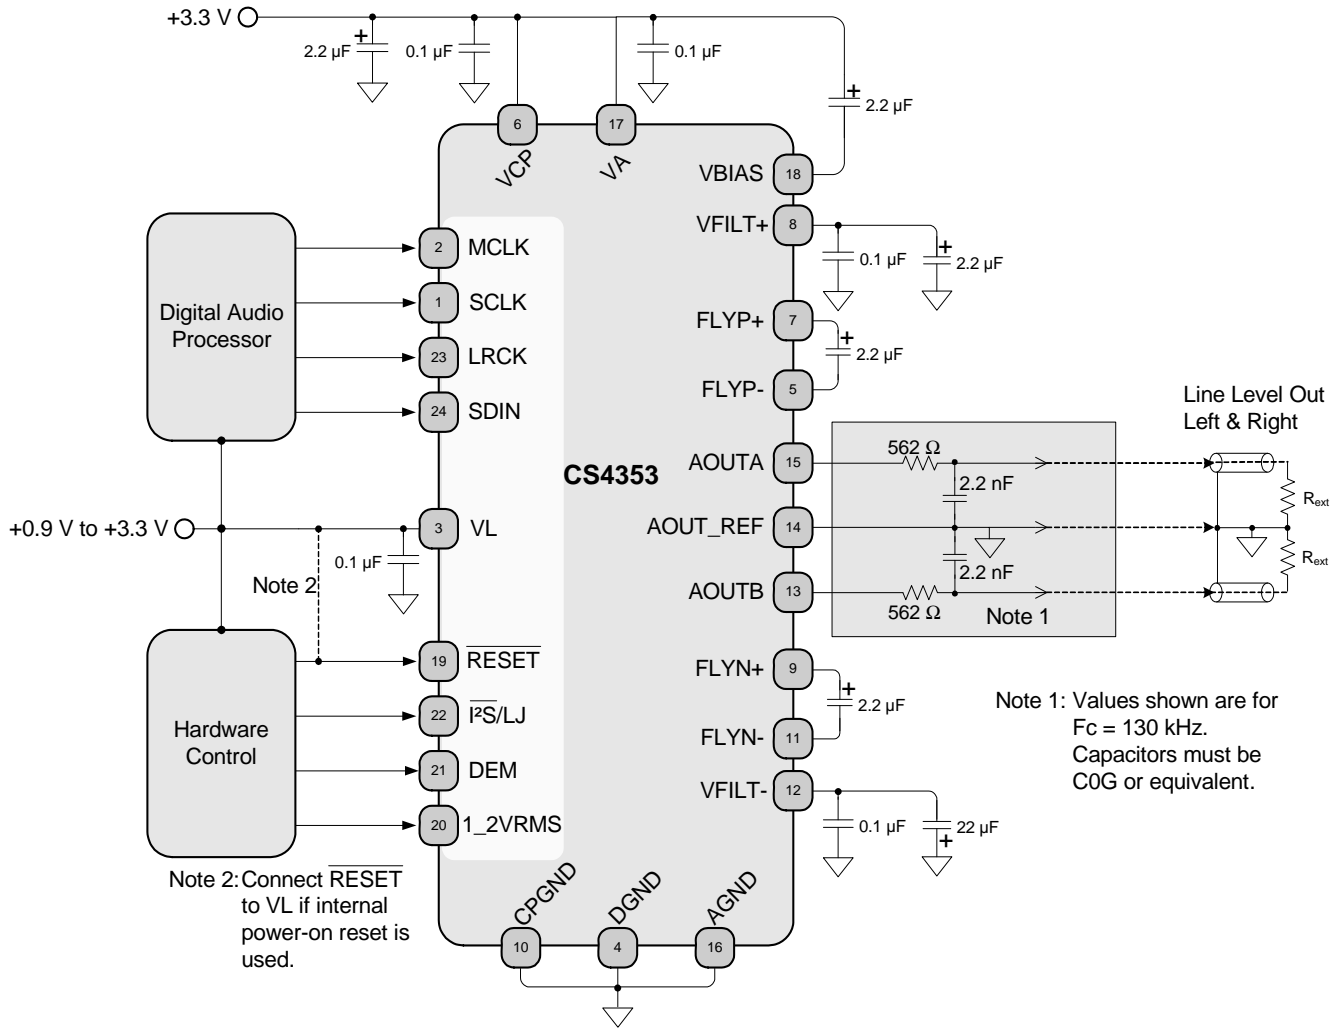 +3.3 V
2.2 µF
+
0.1 µF
0.1 µF
+
2.2 µF
6
VCP
17
VA
VBIAS
18
VFILT+
8
0.1 µF
+
2.2 µF
Digital Audio
Processor
2
MCLK
1
SCLK
23
LRCK
24
SDIN
FLYP+
7
+
2.2 µF
FLYP-
5
CS4353
AOUTA
15
562 Ω
2.2 nF
AOUT_REF
14
2.2 nF
AOUTB
13
562 Ω
Note 1
Line Level Out
Left & Right
Rext
Rext
+0.9 V to +3.3 V
3
VL
0.1 µF
Note 2
Hardware
Control
19
RESET
22
I²S/LJ
21
DEM
20
1_2VRMS
FLYN+
9
+
2.2 µF
FLYN-
11
VFILT-
12
0.1 µF
22 µF
+
Note 1: Values shown are for
Fc = 130 kHz.
Capacitors must be
C0G or equivalent.
Note 2: Connect RESET
to VL if internal
power-on reset is
used.
CPGND
10
DGND
4
AGND
16